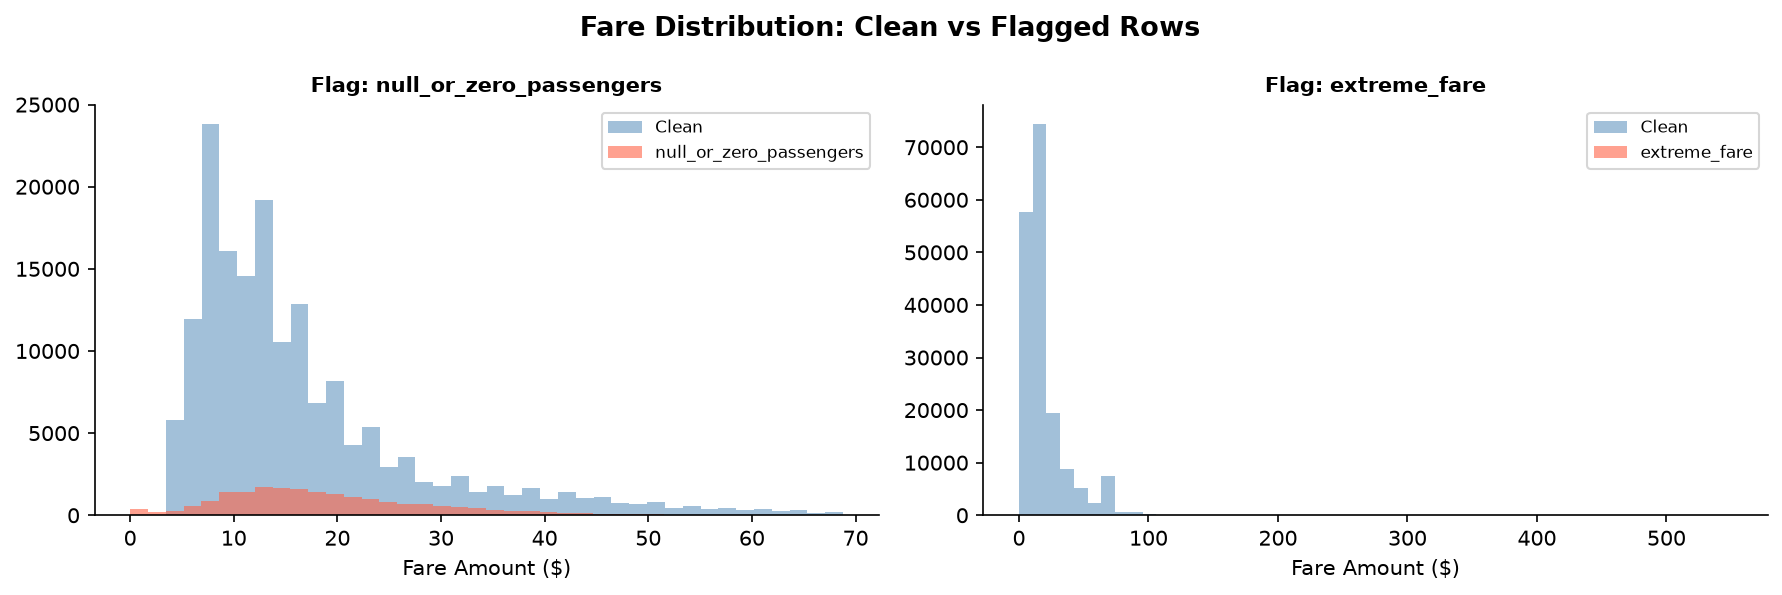 Fare Distribution: Clean vs Flagged Rows
Flag: null_or_zero_passengers
25000
20000
15000
10000
5000
0
Clean
null_or_zero_passengers
0 10 20 30 40 50 60 70
Fare Amount ($)
Flag: extreme_fare
70000
60000
50000
40000
30000
20000
10000
0
Clean
extreme_fare
0 100 200 300 400 500
Fare Amount ($)